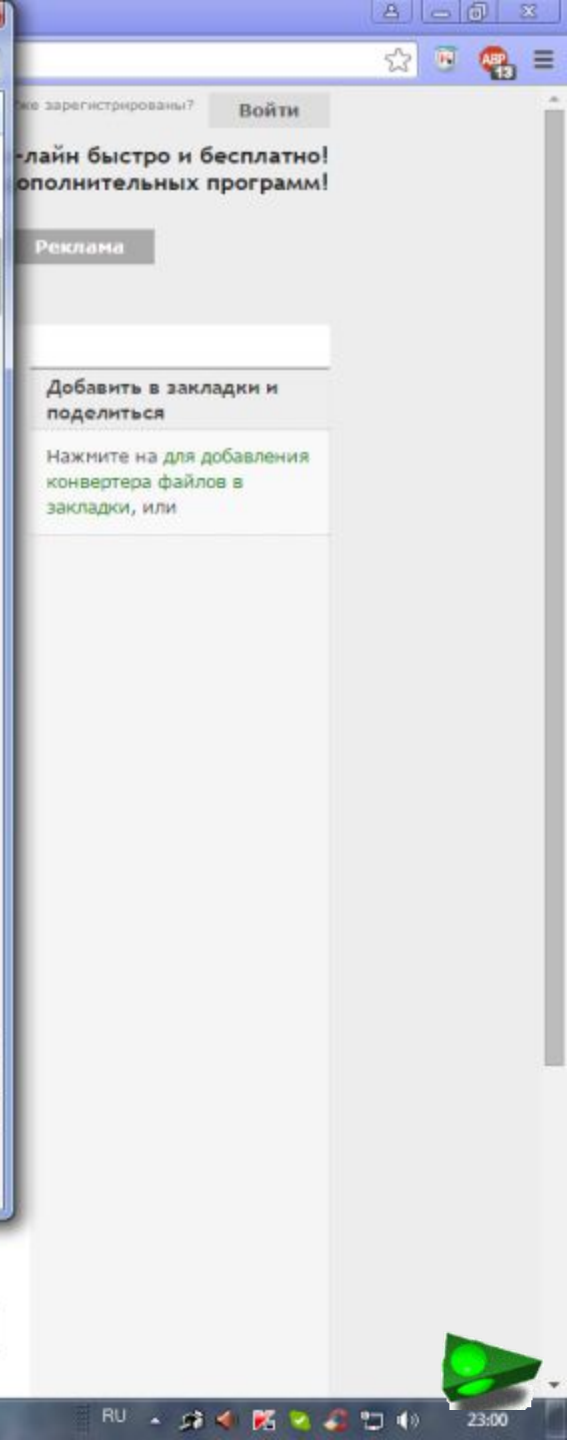 ABP
13
же зарегистрированы?
Войти
-лайн быстро и бесплатно!
ополнительных программ!
Реклама
Добавить в закладки и
поделиться
Нажмите на для добавления
конвертера файлов в
закладки, или
RU
23:00